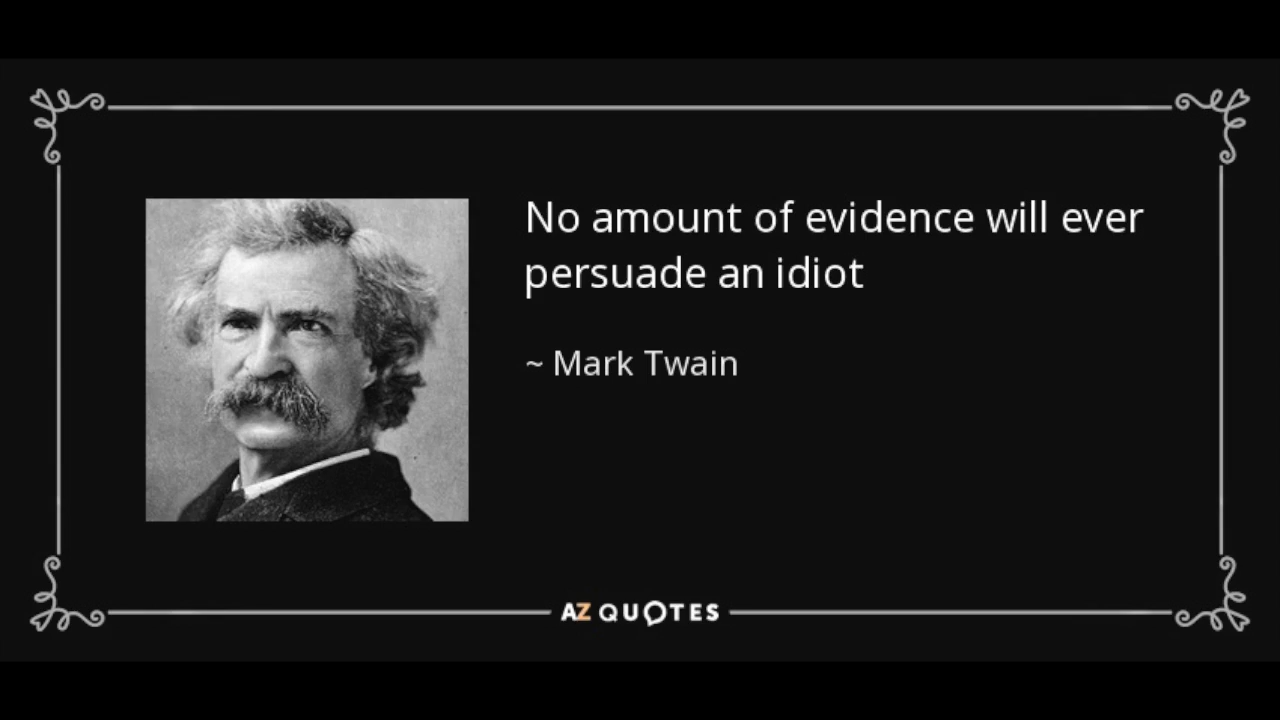 No amount of evidence will ever
persuade an idiot
~ Mark Twain
AZ QUOTES